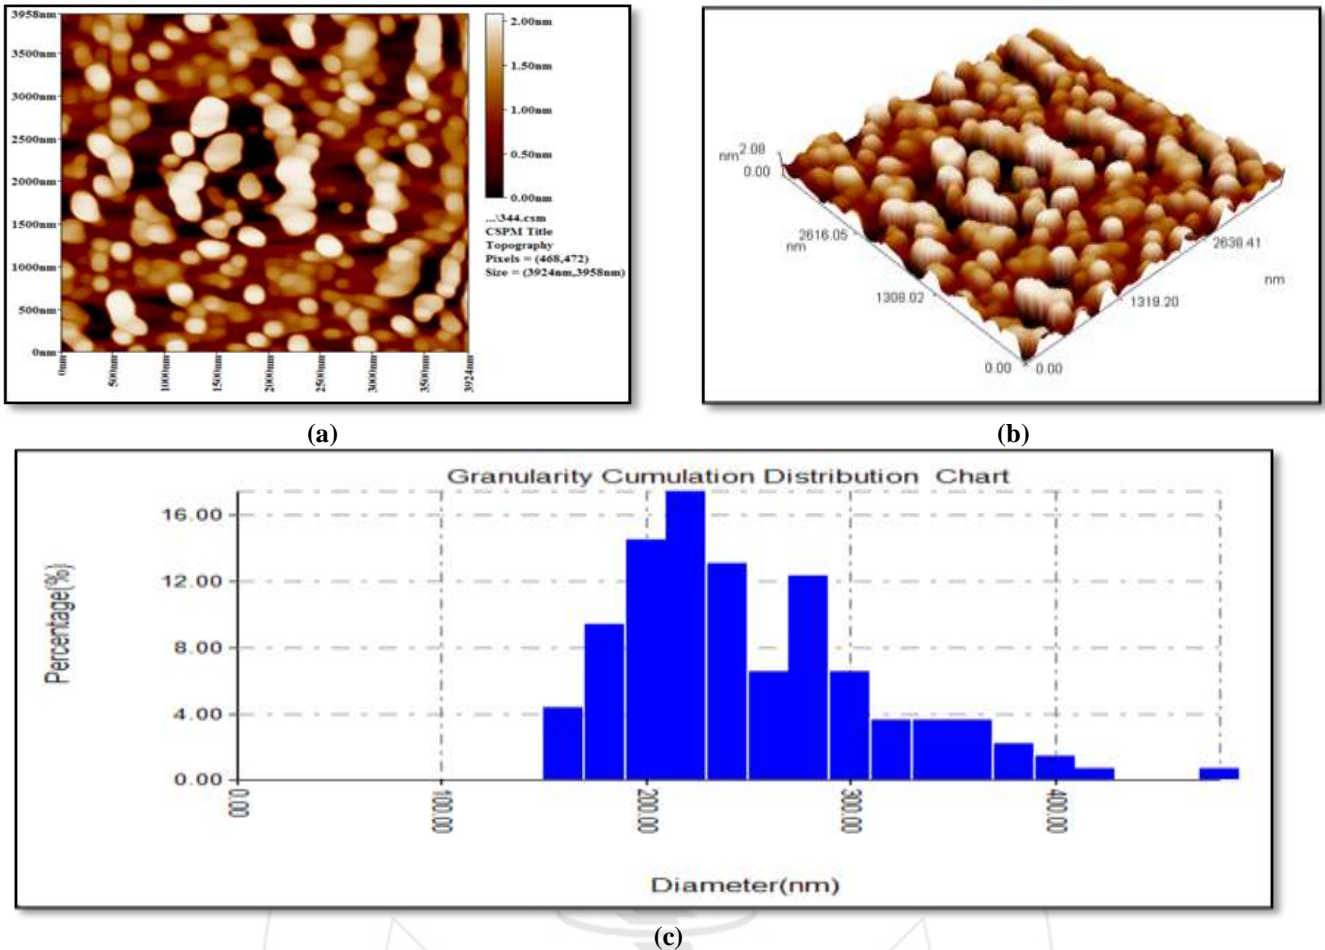 3958nm
3500nm
3000nm
2500nm
2000nm
1500nm
1000nm
500nm
0nm
0nm
500nm
1000nm
1500nm
2000nm
2500nm
3000nm
3500nm
3924nm
2.00nm
1.50nm
1.00nm
0.50nm
0.00nm
...\344.csm
CSPM Title
Topography
Pixels = (468,472)
Size = (3924nm,3958nm)
(a)
nm 2.08
0.00
2616.05
nm
1308.02
0.00
0.00
1319.20
2638.41
nm
(b)
Granularity Cumulation Distribution Chart
Percentage(%)
16.00
12.00
8.00
4.00
0.00
0.00
100.00
200.00
300.00
400.00
Diameter(nm)
(c)